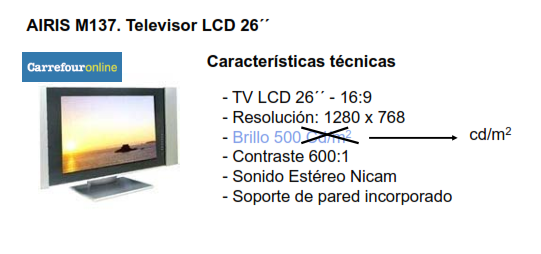 AIRIS M137. Televisor LCD 26´´
Carrefouronline
Características técnicas
- TV LCD 26´´ - 16:9
- Resolución: 1280 x 768
- Brillo 500 Cd/m² cd/m²
- Contraste 600:1
- Sonido Estéreo Nicam
- Soporte de pared incorporado